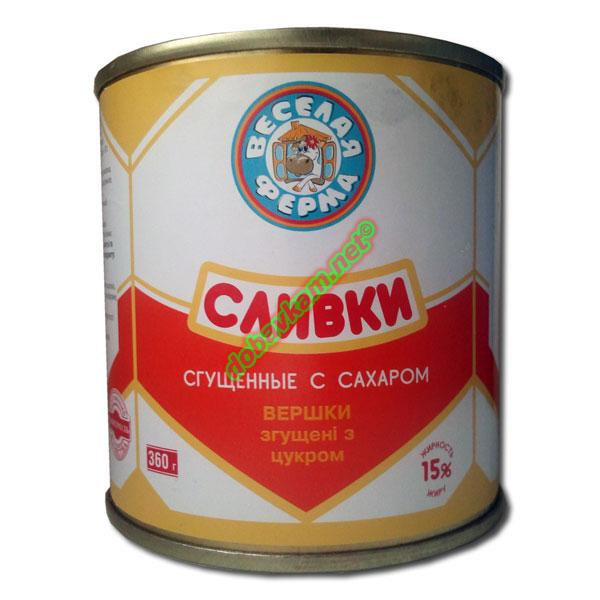 ВЕСЕЛАЯ
ФЕРМА
dobavkam.net©
СЛИВКИ
СГУЩЕННЫЕ С САХАРОМ
ВЕРШКИ
згущені з
цукром
360 г
ЖИРНОСТЬ
15%
ЖИРУ